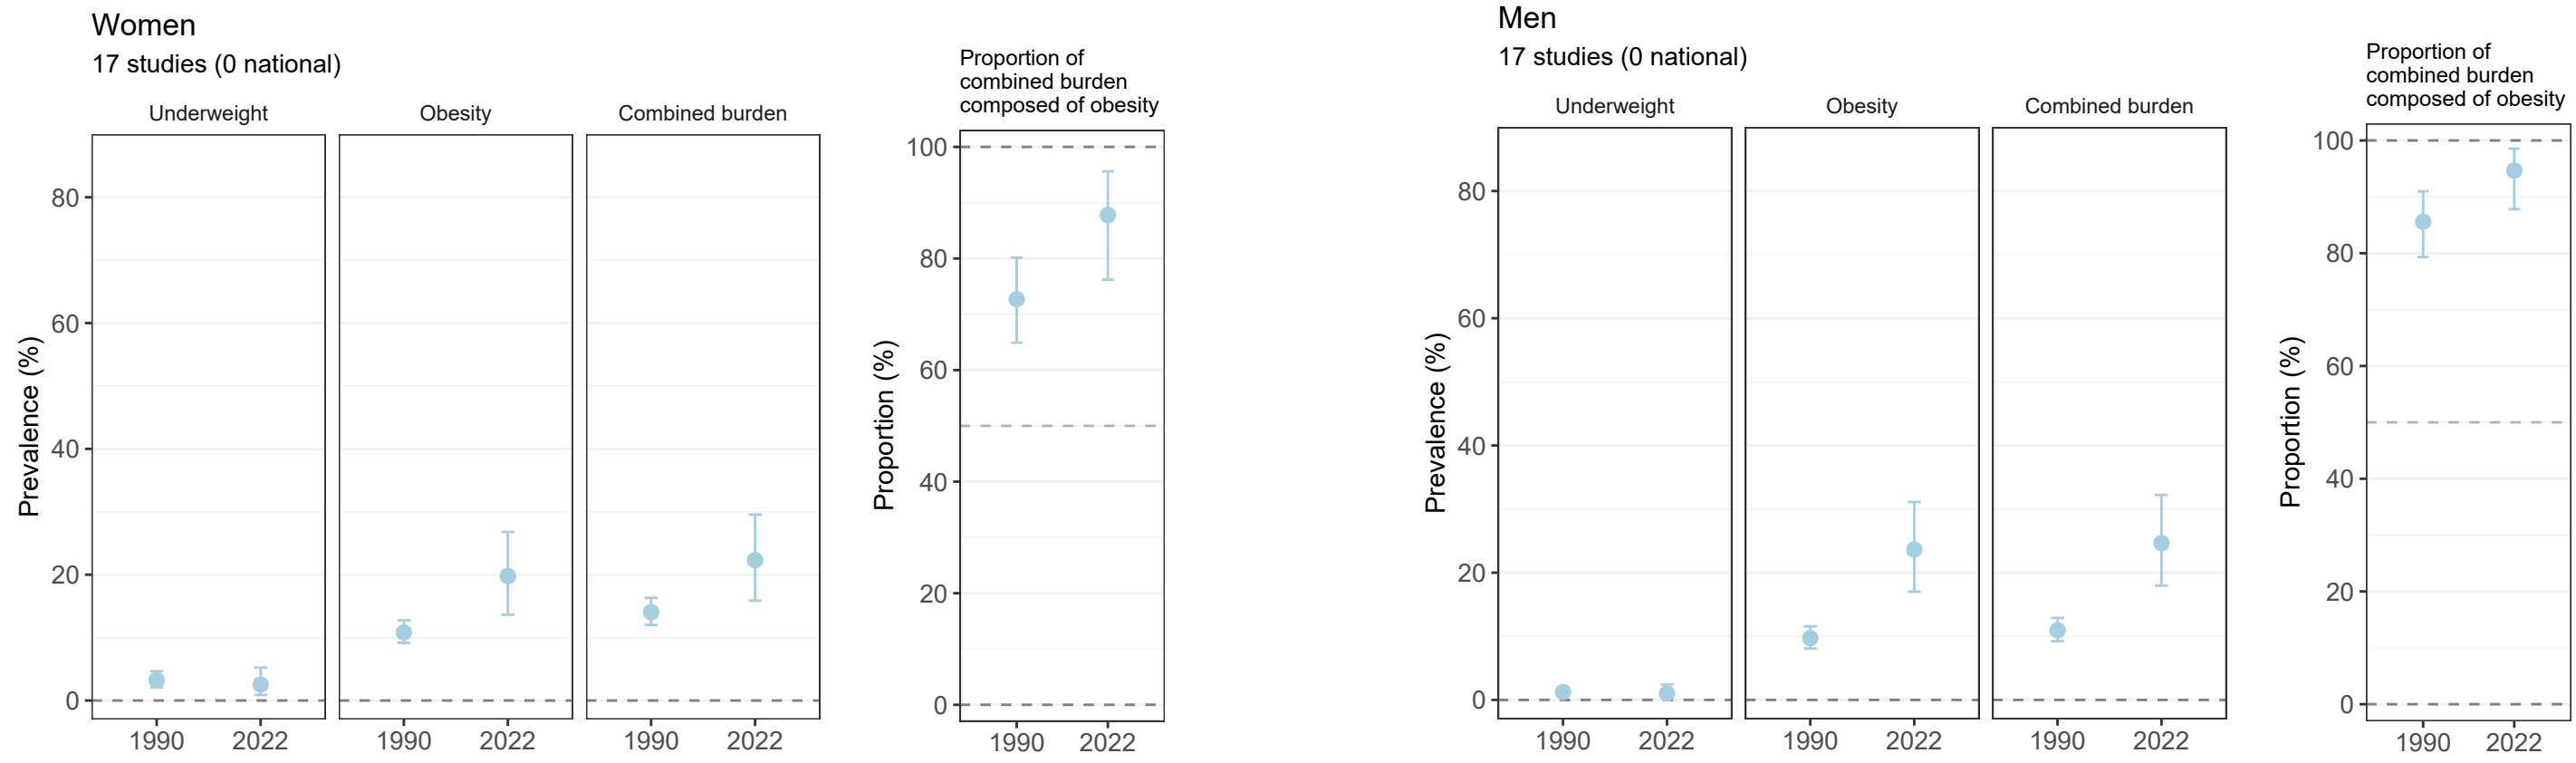 Women
17 studies (0 national)
Underweight
Obesity
Combined burden
Prevalence (%)
80
60
40
20
0
1990 2022
1990 2022
1990 2022
Proportion of
combined burden
composed of obesity
Proportion (%)
100
80
60
40
20
0
1990 2022
Men
17 studies (0 national)
Underweight
Obesity
Combined burden
Prevalence (%)
80
60
40
20
0
1990 2022
1990 2022
1990 2022
Proportion of
combined burden
composed of obesity
Proportion (%)
100
80
60
40
20
0
1990 2022